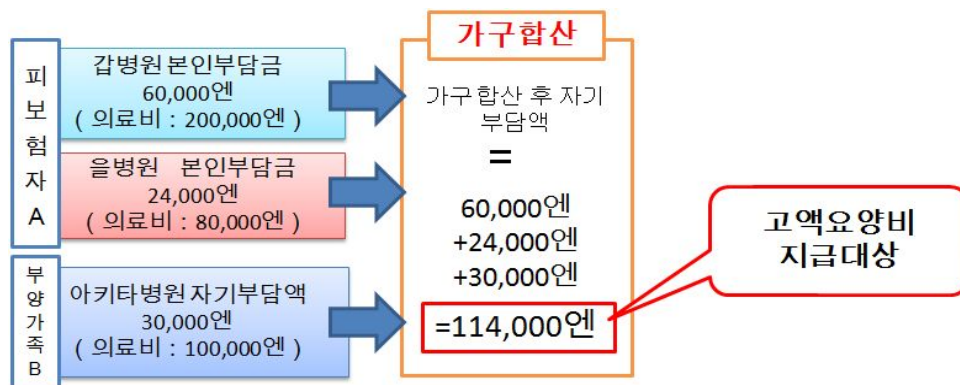 피보험자 A
갑병원 본인부담금
60,000엔
( 의료비 : 200,000엔 )
을병원 본인부담금
24,000엔
( 의료비 : 80,000엔 )
부양가족 B
아키타병원 자기부담액
30,000엔
( 의료비 : 100,000엔 )
가구합산
가구 합산 후 자기
부담액
=
60,000엔
+24,000엔
+30,000엔
=114,000엔
고액요양비
지급대상